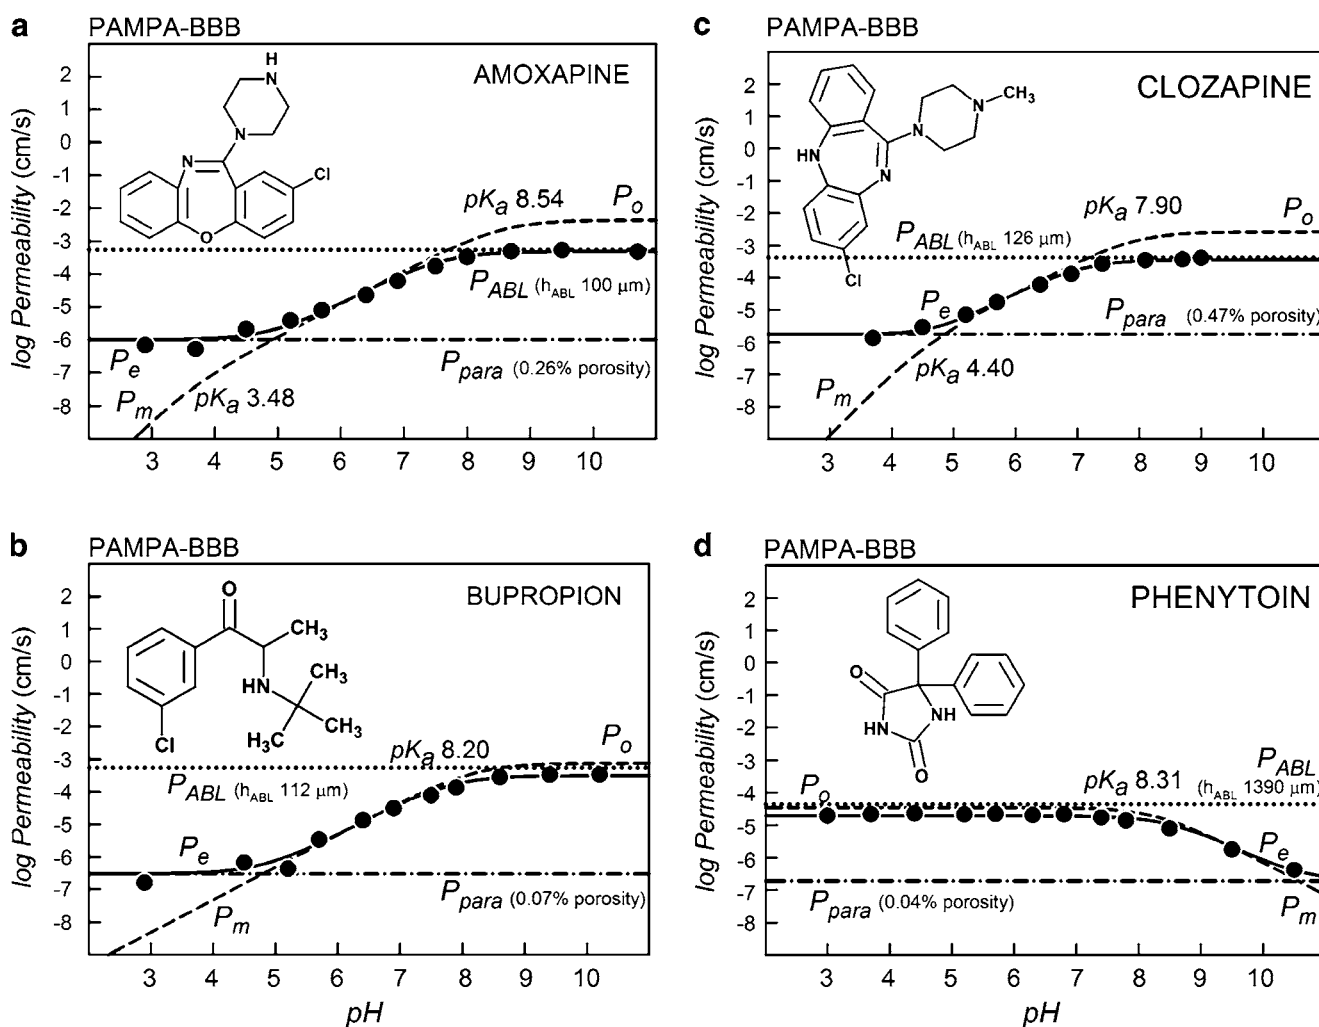 a
PAMPA-BBB
AMOXAPINE
H
N
N
N
Cl
O
pKa 8.54
Po
PABL (hABL 100 µm)
Pe
Ppara (0.26% porosity)
Pm
pKa 3.48
log Permeability (cm/s)
2
1
0
-1
-2
-3
-4
-5
-6
-7
-8
3 4 5 6 7 8 9 10
c
PAMPA-BBB
CLOZAPINE
N
CH3
N
HN
N
Cl
pKa 7.90
Po
PABL (hABL 126 µm)
Pe
Ppara (0.47% porosity)
pKa 4.40
Pm
log Permeability (cm/s)
2
1
0
-1
-2
-3
-4
-5
-6
-7
-8
3 4 5 6 7 8 9 10
b
PAMPA-BBB
BUPROPION
O
CH3
HN
CH3
CH3
H3C
Cl
pKa 8.20
Po
PABL (hABL 112 µm)
Pe
Ppara (0.07% porosity)
Pm
log Permeability (cm/s)
2
1
0
-1
-2
-3
-4
-5
-6
-7
-8
3 4 5 6 7 8 9 10
pH
d
PAMPA-BBB
PHENYTOIN
O
NH
HN
O
PABL
pKa 8.31 (hABL 1390 µm)
Po
Pe
Ppara (0.04% porosity)
Pm
log Permeability (cm/s)
2
1
0
-1
-2
-3
-4
-5
-6
-7
-8
3 4 5 6 7 8 9 10
pH